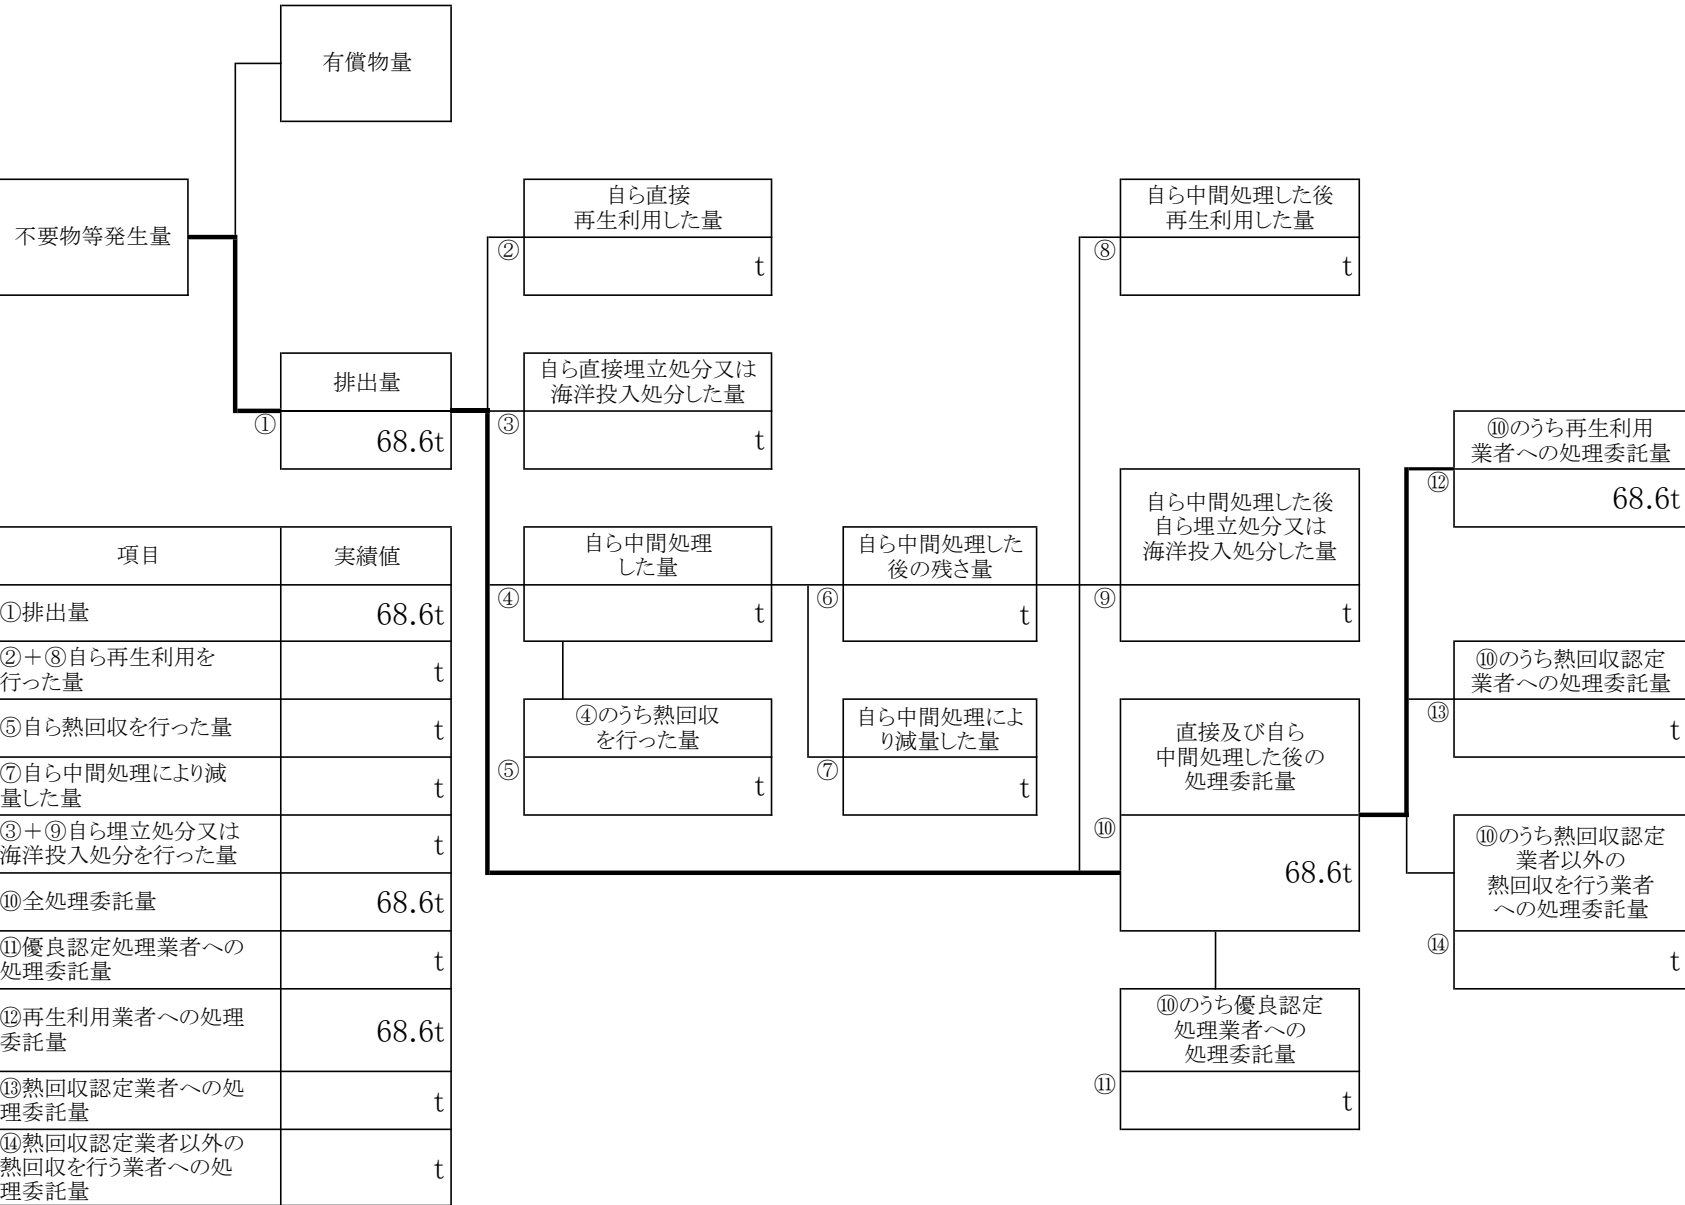 有償物量
不要物等発生量
自ら直接
再生利用した量
②
t
自ら中間処理した後
再生利用した量
⑧
t
排出量
①
68.6t
自ら直接埋立処分又は
海洋投入処分した量
③
t
⑩のうち再生利用
業者への処理委託量
⑫
68.6t
自ら中間処理
した量
④
t
自ら中間処理した
後の残さ量
⑥
t
自ら中間処理した後
自ら埋立処分又は
海洋投入処分した量
⑨
t
⑩のうち熱回収認定
業者への処理委託量
⑬
t
④のうち熱回収
を行った量
⑤
t
自ら中間処理によ
り減量した量
⑦
t
直接及び自ら
中間処理した後の
処理委託量
⑩
68.6t
⑩のうち熱回収認定
業者以外の
熱回収を行う業者
への処理委託量
⑭
t
⑩のうち優良認定
処理業者への
処理委託量
⑪
t
項目
実績値
①排出量
68.6t
②＋⑧自ら再生利用を
行った量
t
⑤自ら熱回収を行った量
t
⑦自ら中間処理により減
量した量
t
③＋⑨自ら埋立処分又は
海洋投入処分を行った量
t
⑩全処理委託量
68.6t
⑪優良認定処理業者への
処理委託量
t
⑫再生利用業者への処理
委託量
68.6t
⑬熱回収認定業者への処
理委託量
t
⑭熱回収認定業者以外の
熱回収を行う業者への処
理委託量
t